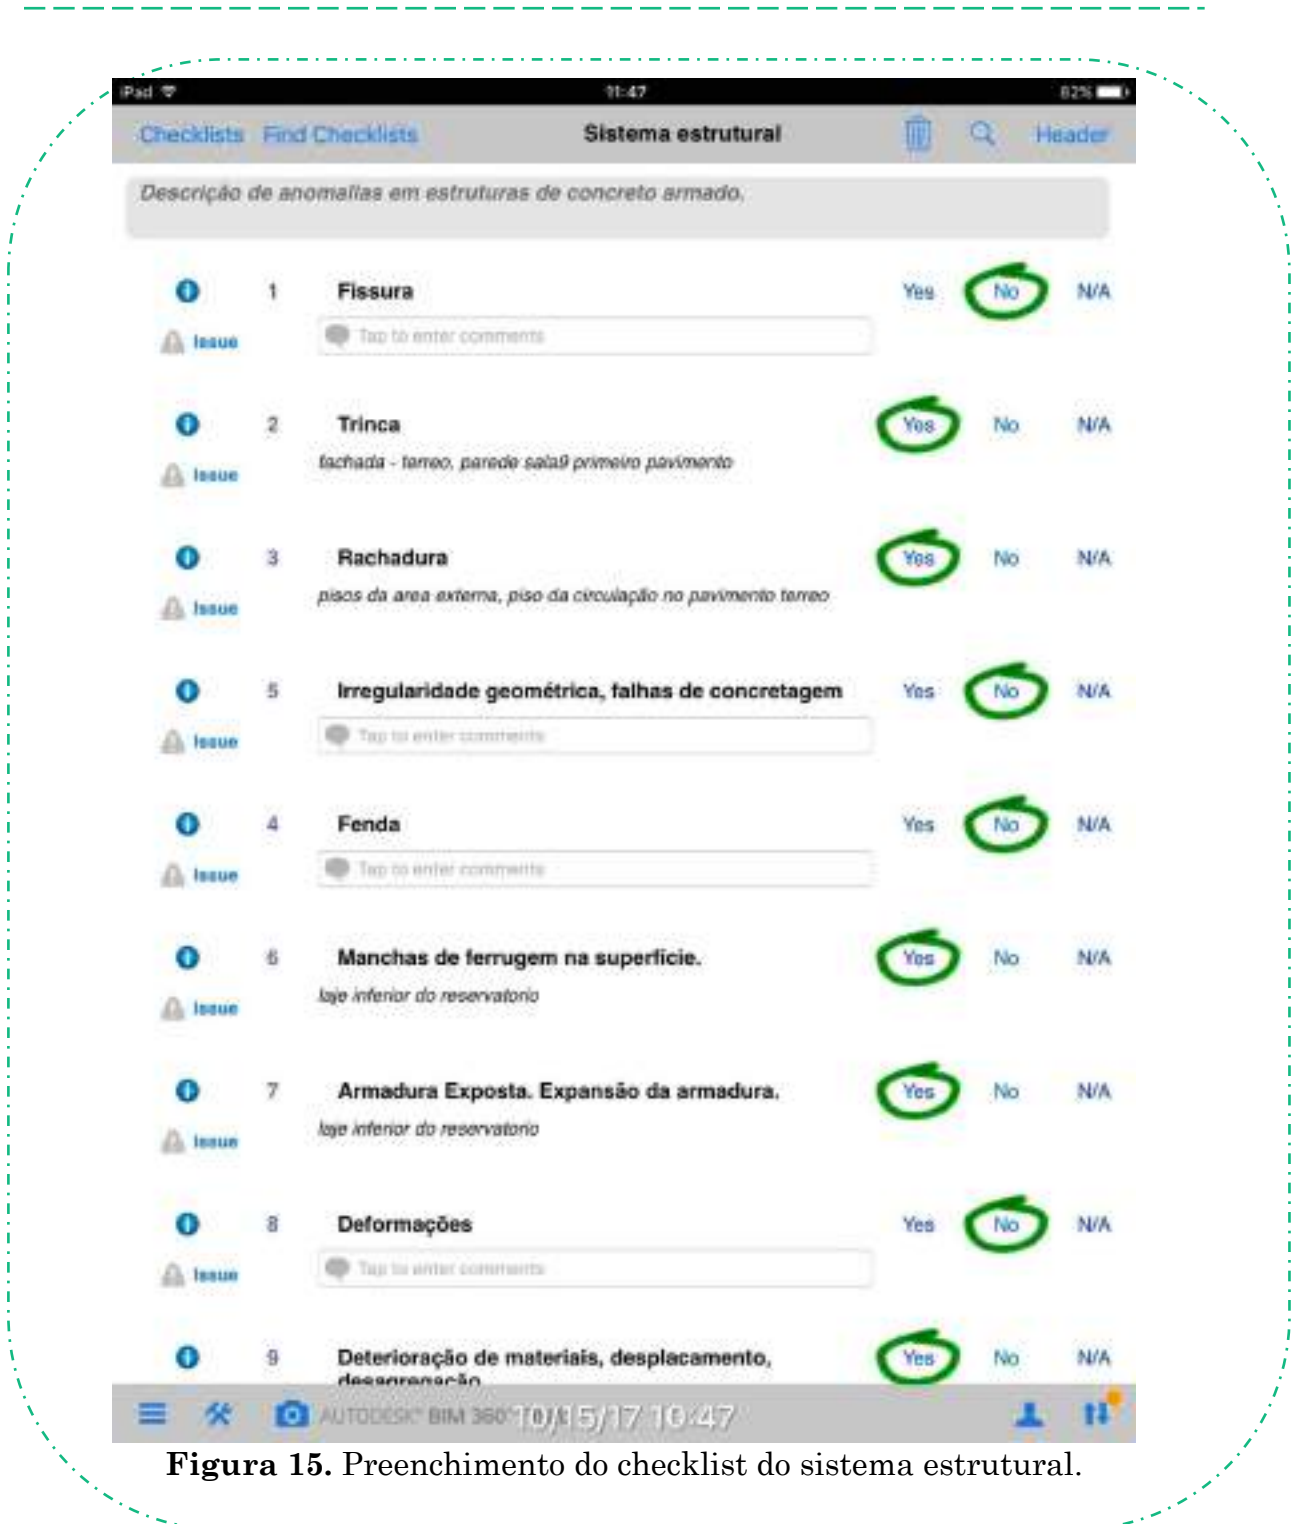 iPad 11:47 82%
Checklists Find Checklists Sistema estrutural Header
Descrição de anomalias em estruturas de concreto armado.
1 Fissura Yes No N/A
Issue Tap to enter comments
2 Trinca Yes No N/A
fachada - terreo, parede sala9 primeiro pavimento
Issue
3 Rachadura Yes No N/A
pisos da area externa, piso da circulação no pavimento terreo
Issue
5 Irregularidade geométrica, falhas de concretagem Yes No N/A
Issue Tap to enter comments
4 Fenda Yes No N/A
Issue Tap to enter comments
6 Manchas de ferrugem na superfície. Yes No N/A
laje inferior do reservatorio
Issue
7 Armadura Exposta. Expansão da armadura. Yes No N/A
laje inferior do reservatorio
Issue
8 Deformações Yes No N/A
Issue Tap to enter comments
9 Deterioração de materiais, desplacamento, Yes No N/A
desagregação
AUTODESK® BIM 360™ 10/15/17 10:47
Figura 15. Preenchimento do checklist do sistema estrutural.